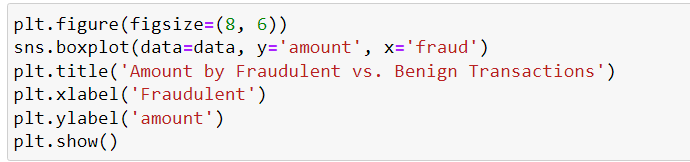 plt.figure(figsize=(8, 6))
sns.boxplot(data=data, y='amount', x='fraud')
plt.title('Amount by Fraudulent vs. Benign Transactions')
plt.xlabel('Fraudulent')
plt.ylabel('amount')
plt.show()